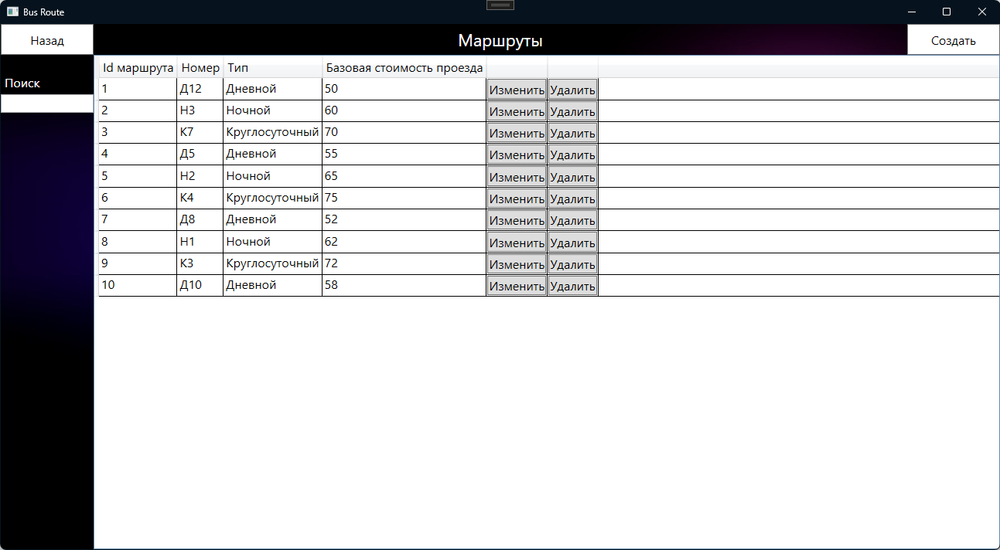 Bus Route
Назад Маршруты Создать
Поиск
Id маршрута Номер Тип Базовая стоимость проезда
1 Д12 Дневной 50 Изменить Удалить
2 Н3 Ночной 60 Изменить Удалить
3 К7 Круглосуточный 70 Изменить Удалить
4 Д5 Дневной 55 Изменить Удалить
5 Н2 Ночной 65 Изменить Удалить
6 К4 Круглосуточный 75 Изменить Удалить
7 Д8 Дневной 52 Изменить Удалить
8 Н1 Ночной 62 Изменить Удалить
9 К3 Круглосуточный 72 Изменить Удалить
10 Д10 Дневной 58 Изменить Удалить